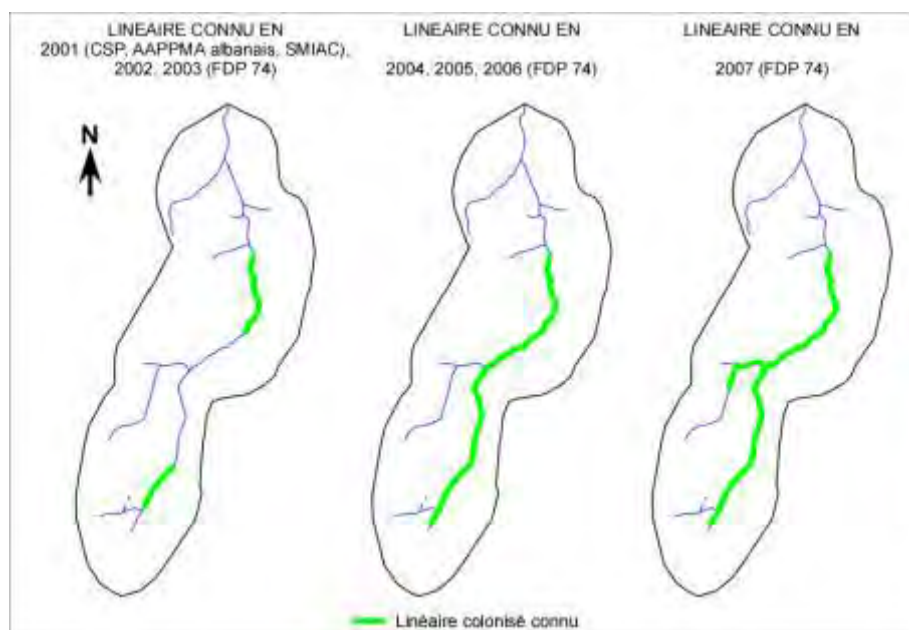 LINEAIRE CONNU EN
2001 (CSP, AAPPMA albanais, SMIAC),
2002, 2003 (FDP 74)
LINEAIRE CONNU EN
2004, 2005, 2006 (FDP 74)
LINEAIRE CONNU EN
2007 (FDP 74)
N
Linéaire colonisé connu